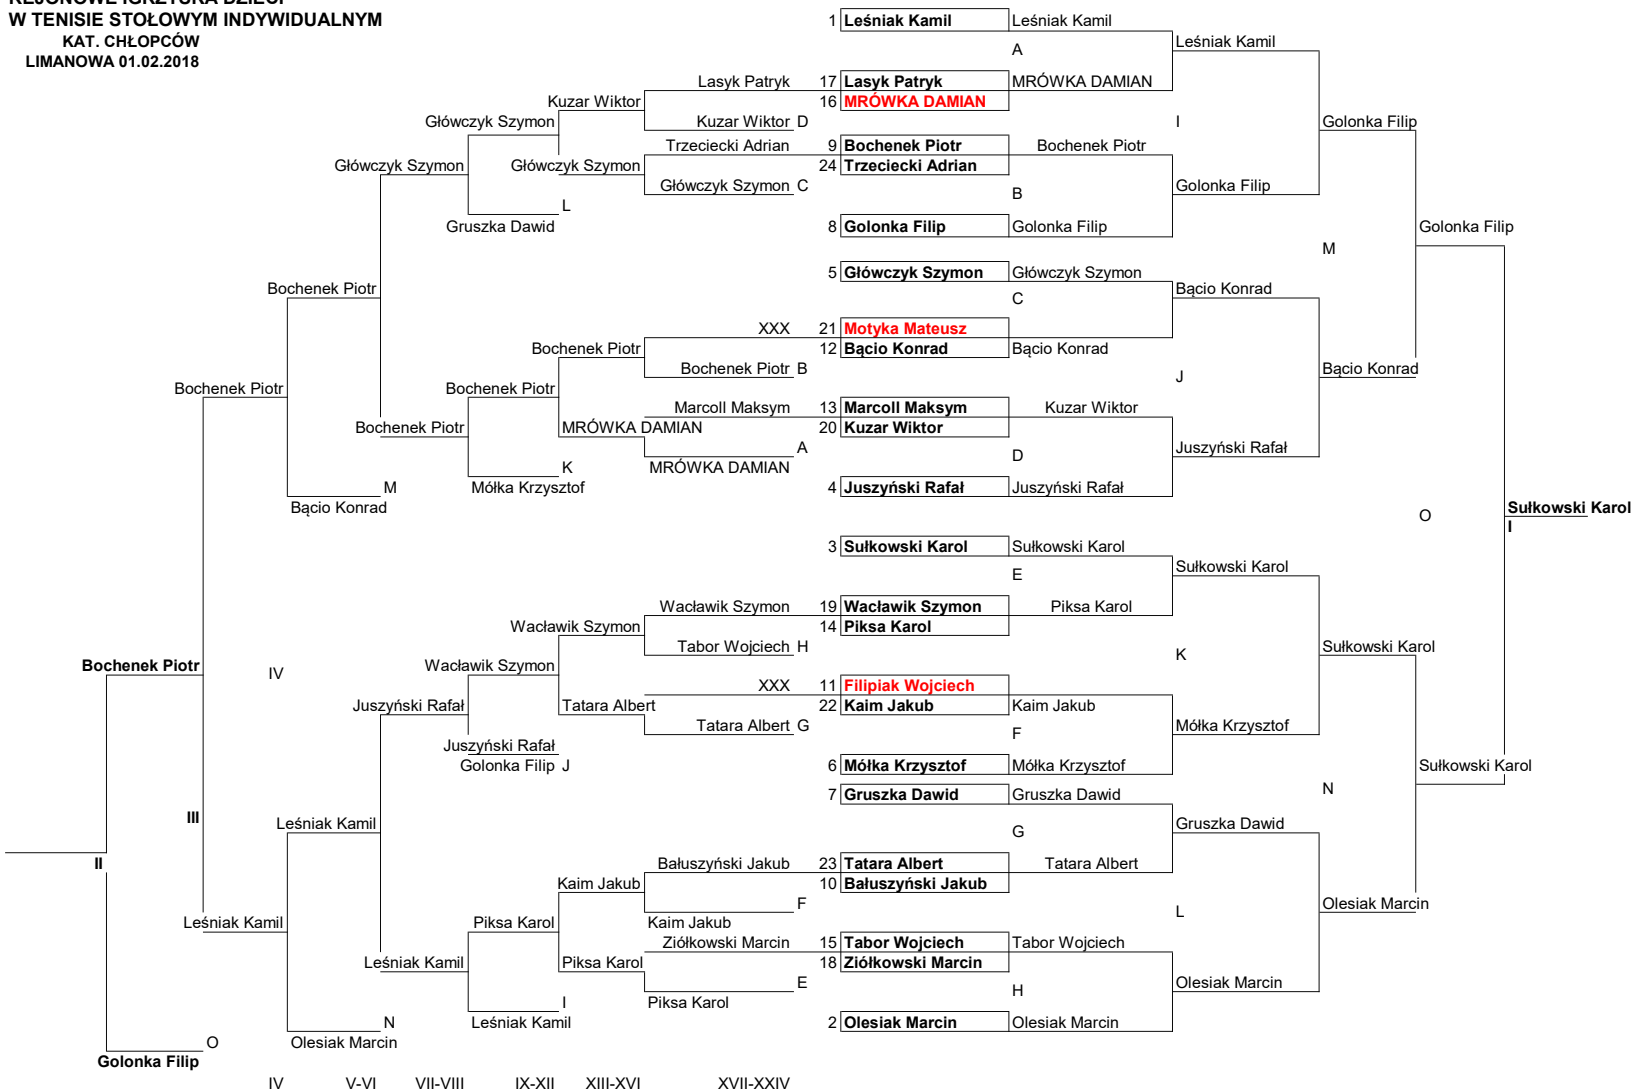 REJONOWE IGRZYSKA DZIECI
W TENISIE STOŁOWYM INDYWIDUALNYM
KAT. CHŁOPCÓW
LIMANOWA 01.02.2018
1 Leśniak Kamil Leśniak Kamil
Leśniak Kamil
A
Lasyk Patryk 17 Lasyk Patryk MRÓWKA DAMIAN
Kuzar Wiktor 16 MRÓWKA DAMIAN
Główczyk Szymon Kuzar Wiktor D I Golonka Filip
Trzeciecki Adrian 9 Bochenek Piotr Bochenek Piotr
Główczyk Szymon Główczyk Szymon 24 Trzeciecki Adrian
Główczyk Szymon C Golonka Filip
L B
Gruszka Dawid 8 Golonka Filip Golonka Filip Golonka Filip
M
5 Główczyk Szymon Główczyk Szymon
Bochenek Piotr Bącio Konrad
C
XXX 21 Motyka Mateusz
Bochenek Piotr 12 Bącio Konrad Bącio Konrad
Bochenek Piotr B Bącio Konrad
J
Bochenek Piotr Bochenek Piotr
Marcoll Maksym 13 Marcoll Maksym Kuzar Wiktor
Bochenek Piotr MRÓWKA DAMIAN 20 Kuzar Wiktor
A Juszyński Rafał
D
K MRÓWKA DAMIAN
M Mółka Krzysztof 4 Juszyński Rafał Juszyński Rafał
Bącio Konrad Sułkowski Karol
O
I
3 Sułkowski Karol Sułkowski Karol
Sułkowski Karol
E
Wacławik Szymon 19 Wacławik Szymon Piksa Karol
Wacławik Szymon 14 Piksa Karol
Tabor Wojciech H Sułkowski Karol
K
Bochenek Piotr IV Wacławik Szymon
XXX 11 Filipiak Wojciech
Juszyński Rafał Tatara Albert 22 Kaim Jakub Kaim Jakub
Tatara Albert G Mółka Krzysztof
F
Juszyński Rafał
Golonka Filip J 6 Mółka Krzysztof Mółka Krzysztof Sułkowski Karol
N
7 Gruszka Dawid Gruszka Dawid
III Leśniak Kamil Gruszka Dawid
G
II Bałuszyński Jakub 23 Tatara Albert Tatara Albert
Kaim Jakub 10 Bałuszyński Jakub
F Olesiak Marcin
L
Leśniak Kamil Piksa Karol Kaim Jakub
Ziółkowski Marcin 15 Tabor Wojciech Tabor Wojciech
Leśniak Kamil Piksa Karol 18 Ziółkowski Marcin
E Olesiak Marcin
H
I Piksa Karol
N Leśniak Kamil 2 Olesiak Marcin Olesiak Marcin
O Olesiak Marcin
Golonka Filip
IV V-VI VII-VIII IX-XII XIII-XVI XVII-XXIV